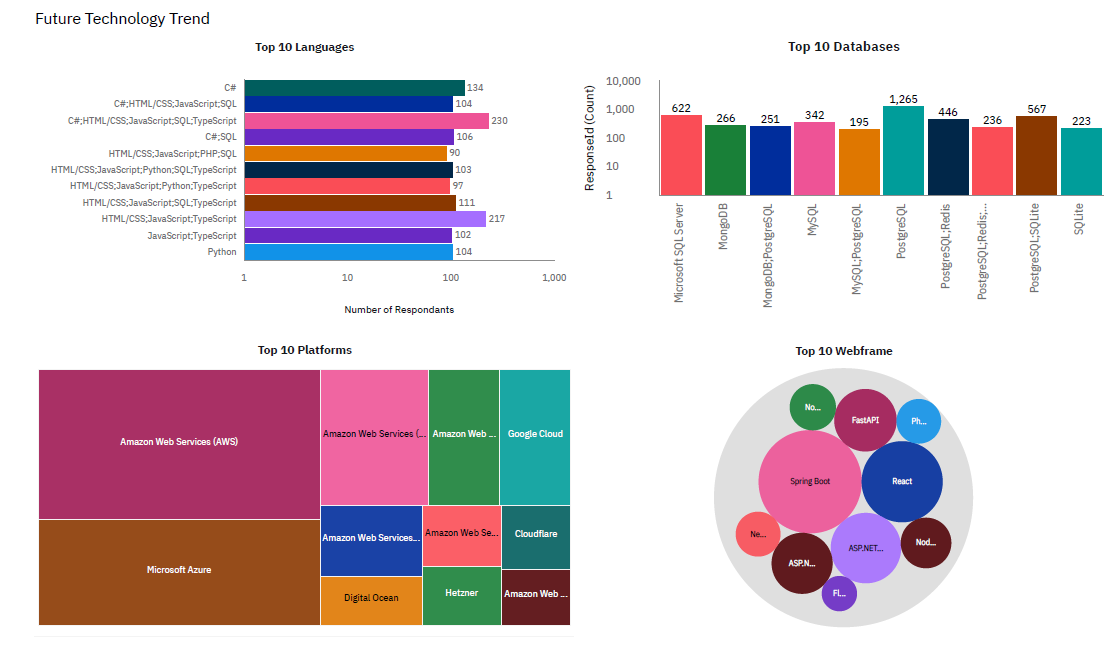 Future Technology Trend
Top 10 Languages
C#
134
C#;HTML/CSS;JavaScript;SQL
104
C#;HTML/CSS;JavaScript;SQL;TypeScript
230
C#;SQL
106
HTML/CSS;JavaScript;PHP;SQL
90
HTML/CSS;JavaScript;Python;SQL;TypeScript
103
HTML/CSS;JavaScript;Python;TypeScript
97
HTML/CSS;JavaScript;SQL;TypeScript
111
HTML/CSS;JavaScript;TypeScript
217
JavaScript;TypeScript
102
Python
104
1 10 100 1,000
Number of Respondants
Top 10 Databases
ResponseId (Count)
10,000
1,000
100
10
1
622
266
251
342
195
1,265
446
236
567
223
Microsoft SQL Server
MongoDB
MongoDB;PostgreSQL
MySQL
MySQL;PostgreSQL
PostgreSQL
PostgreSQL;Redis
PostgreSQL;Redis;...
PostgreSQL;SQLite
SQLite
Top 10 Platforms
Amazon Web Services (AWS)
Microsoft Azure
Amazon Web Services (...
Amazon Web ...
Google Cloud
Amazon Web Services...
Amazon Web Se...
Cloudflare
Digital Ocean
Hetzner
Amazon Web ...
Top 10 Webframe
No...
FastAPI
Ph...
Spring Boot
React
Ne...
ASP.N...
ASP.NET...
Nod...
Fl...